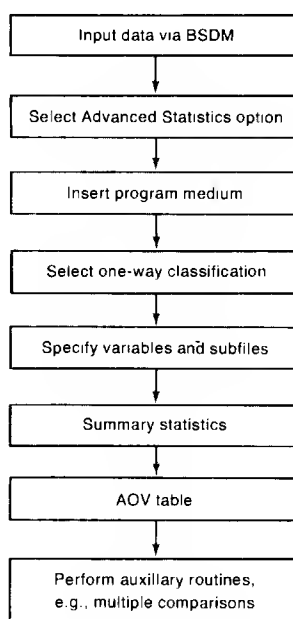 Input data via BSDM
Select Advanced Statistics option
Insert program medium
Select one-way classification
Specify variables and subfiles
Summary statistics
AOV table
Perform auxillary routines,
e.g., multiple comparisons